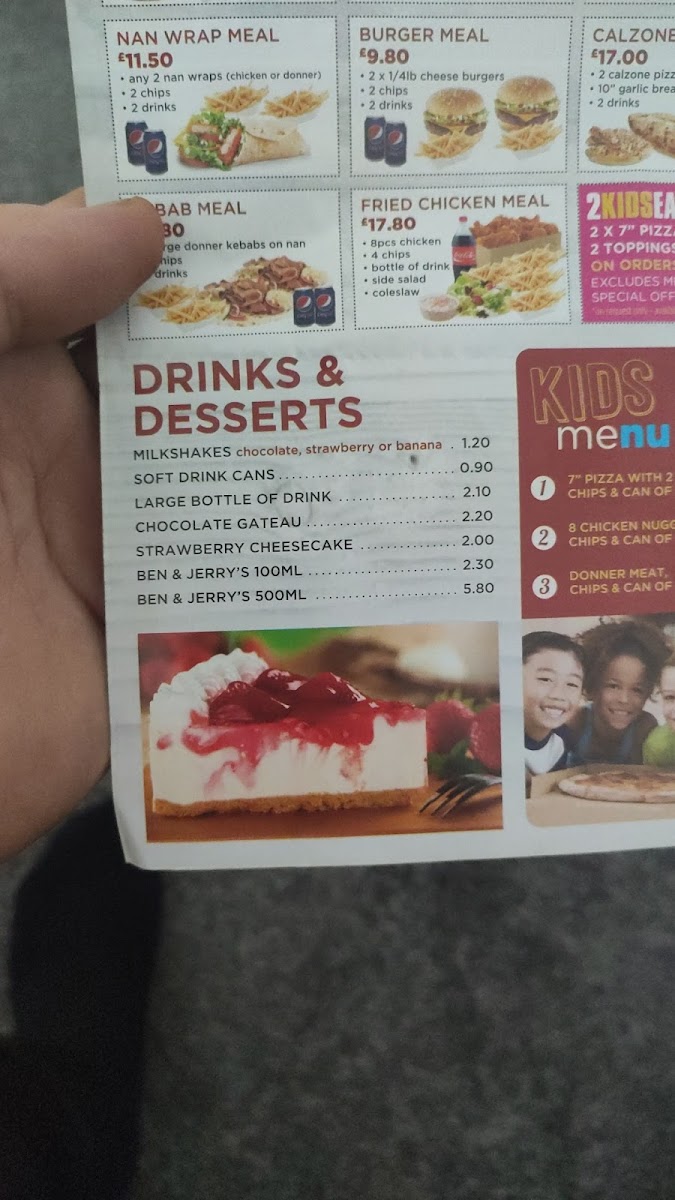 NAN WRAP MEAL
£11.50
• any 2 nan wraps (chicken or donner)
• 2 chips
• 2 drinks
BURGER MEAL
£9.80
• 2 x 1/4lb cheese burgers
• 2 chips
• 2 drinks
CALZONE
£17.00
• 2 calzone pizz
• 10" garlic brea
• 2 drinks
BAB MEAL
80
rge donner kebabs on nan
hips
drinks
FRIED CHICKEN MEAL
£17.80
• 8pcs chicken
• 4 chips
• bottle of drink
• side salad
• coleslaw
2KIDSEA
2 X 7" PIZZ
2 TOPPINGS
ON ORDERS
EXCLUDES M
SPECIAL OFF
DRINKS &
DESSERTS
MILKSHAKES chocolate, strawberry or banana . 1.20
SOFT DRINK CANS 0.90
LARGE BOTTLE OF DRINK 2.10
CHOCOLATE GATEAU 2.20
STRAWBERRY CHEESECAKE 2.00
BEN & JERRY'S 100ML 2.30
BEN & JERRY'S 500ML 5.80
KIDS
menu
1 7" PIZZA WITH 2
CHIPS & CAN OF
2 8 CHICKEN NUGG
CHIPS & CAN OF
3 DONNER MEAT,
CHIPS & CAN OF